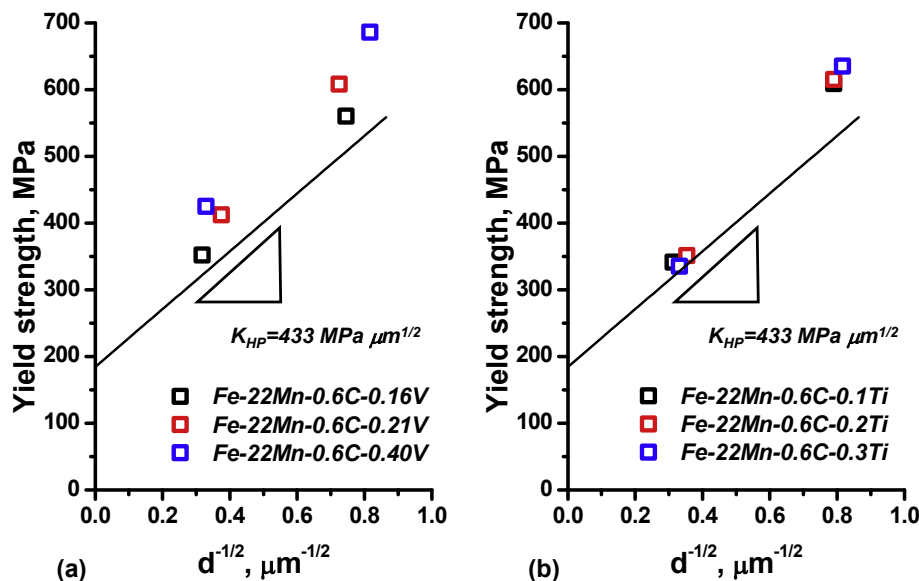 700
600
500
400
300
200
100
0
Yield strength, MPa
K_HP=433 MPa μm^1/2
Fe-22Mn-0.6C-0.16V
Fe-22Mn-0.6C-0.21V
Fe-22Mn-0.6C-0.40V
0.0 0.2 0.4 0.6 0.8 1.0
(a) d^-1/2, μm^-1/2
700
600
500
400
300
200
100
0
Yield strength, MPa
K_HP=433 MPa μm^1/2
Fe-22Mn-0.6C-0.1Ti
Fe-22Mn-0.6C-0.2Ti
Fe-22Mn-0.6C-0.3Ti
0.0 0.2 0.4 0.6 0.8 1.0
(b) d^-1/2, μm^-1/2